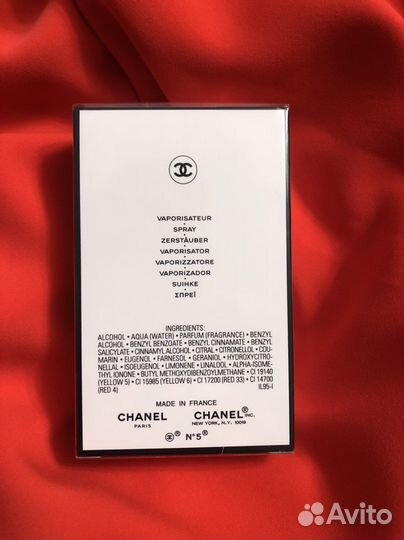 VAPORISATEUR
SPRAY
ZERSTÄUBER
VAPORISATOR
VAPORIZZATORE
VAPORIZADOR
SUIHKE
ΣΠΡΕΪ
INGREDIENTS:
ALCOHOL • AQUA (WATER) • PARFUM (FRAGRANCE) • BENZYL
ALCOHOL • BENZYL BENZOATE • BENZYL CINNAMATE • BENZYL
SALICYLATE • CINNAMYL ALCOHOL • CITRAL • CITRONELLOL • COU-
MARIN • EUGENOL • FARNESOL • GERANIOL • HYDROXYCITRO-
NELLAL • ISOEUGENOL • LIMONENE • LINALOOL • ALPHA-ISOME-
THYL IONONE • BUTYL METHOXYDIBENZOYLMETHANE • CI 19140
(YELLOW 5) • CI 15985 (YELLOW 6) • CI 17200 (RED 33) • CI 14700
(RED 4) IL95-I
MADE IN FRANCE
CHANEL® CHANEL® INC.
PARIS NEW YORK, N.Y. 10019
® N°5®
Avito